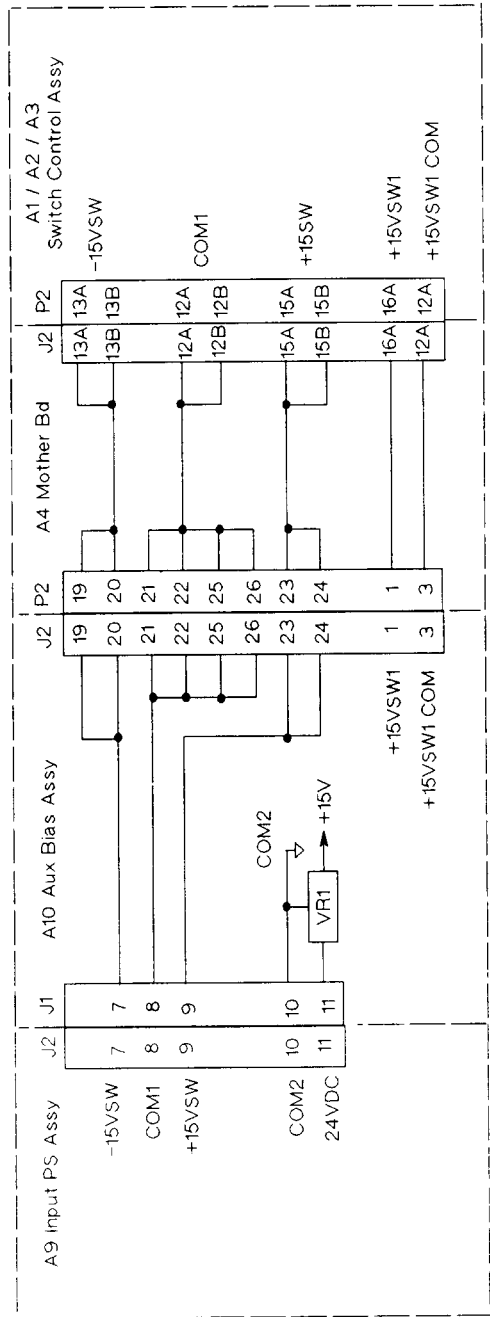 A9 Input PS Assy
A10 Aux Bias Assy
A4 Mother Bd
A1 / A2 / A3
Switch Control Assy
J2
J1
-15VSW
7
7
COM1
8
8
+15VSW
9
9
COM2
10
10
24VDC
11
11
COM2
VR1
+15V
J2
P2
19
19
20
20
21
21
22
22
25
25
26
26
23
23
24
24
+15VSW1
1
1
+15VSW1 COM
3
3
J2
P2
13A
13A
-15VSW
13B
13B
12A
12A
COM1
12B
12B
15A
15A
+15SW
15B
15B
16A
16A
+15VSW1
12A
12A
+15VSW1 COM